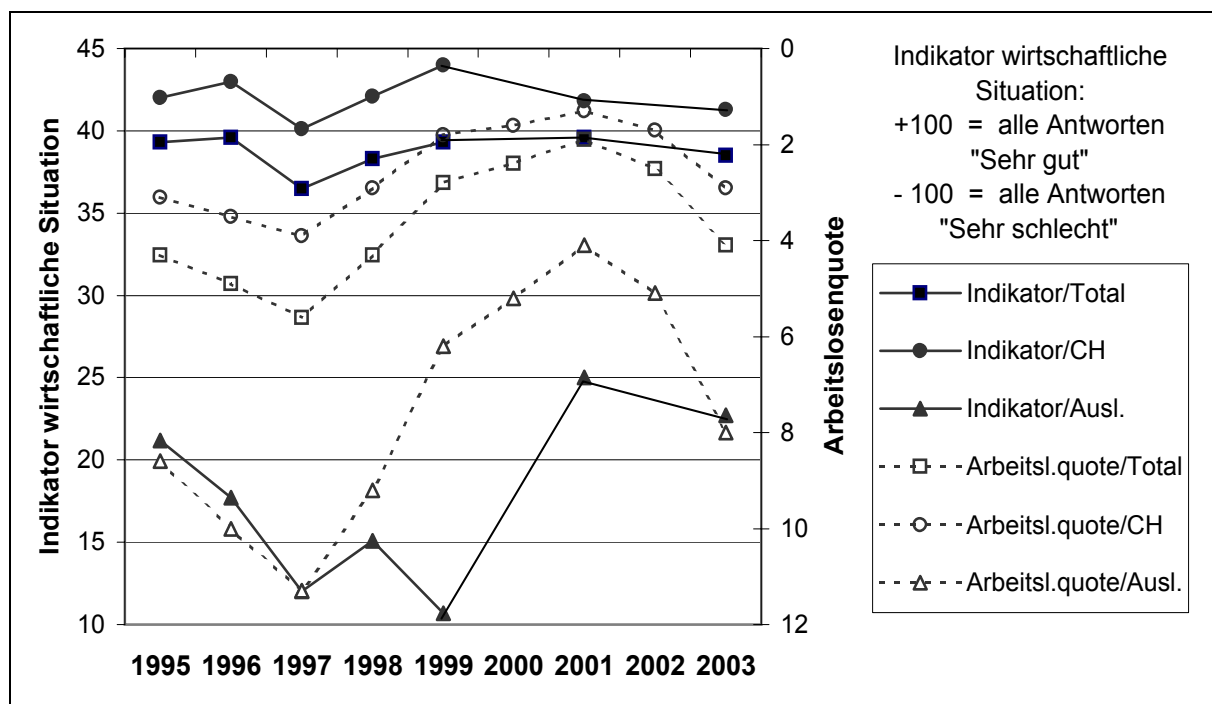 Indikator wirtschaftliche Situation
45
40
35
30
25
20
15
10
1995 1996 1997 1998 1999 2000 2001 2002 2003
0
2
4
6
8
10
12
Arbeitslosenquote
Indikator wirtschaftliche
Situation:
+100 = alle Antworten
"Sehr gut"
- 100 = alle Antworten
"Sehr schlecht"
Indikator/Total
Indikator/CH
Indikator/Ausl.
Arbeitsl.quote/Total
Arbeitsl.quote/CH
Arbeitsl.quote/Ausl.